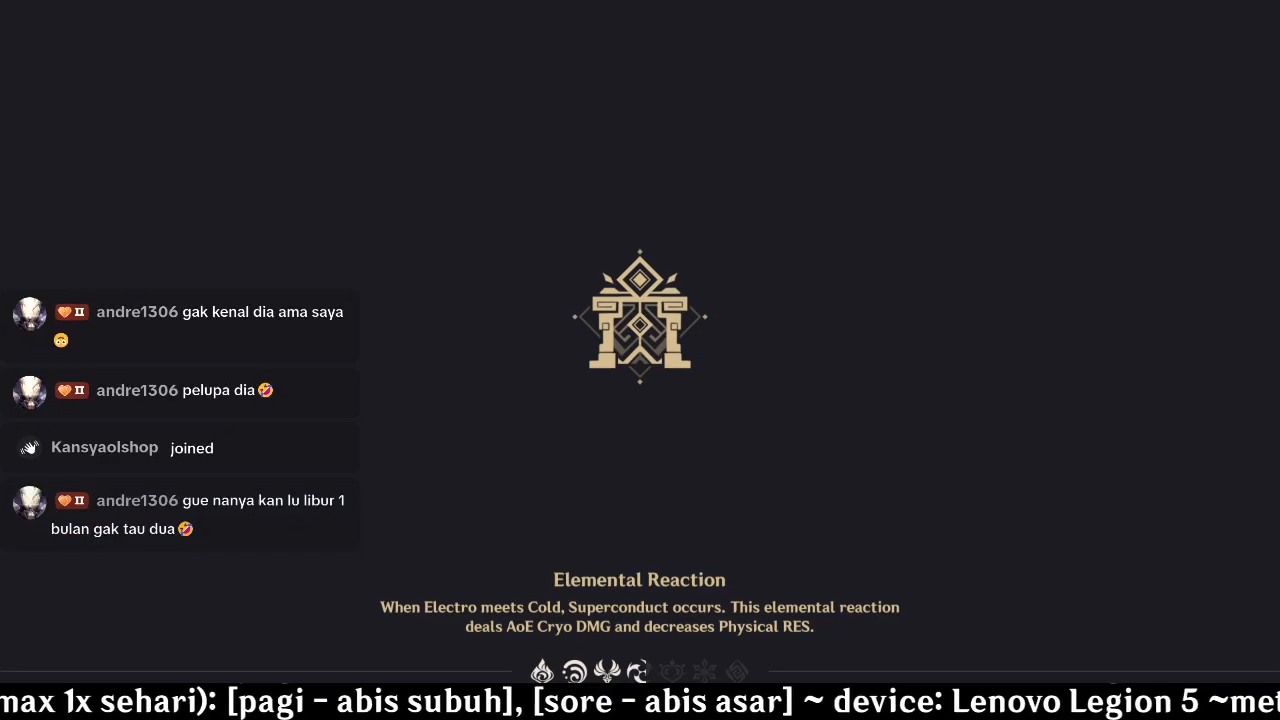 andre1306 gak kenal dia ama saya
🙃
andre1306 pelupa dia🤣
Kansyaolshop joined
andre1306 gue nanya kan lu libur 1
bulan gak tau dua🤣
Elemental Reaction
When Electro meets Cold, Superconduct occurs. This elemental reaction
deals AoE Cryo DMG and decreases Physical RES.
max 1x sehari): [pagi - abis subuh], [sore - abis asar] ~ device: Lenovo Legion 5 ~met